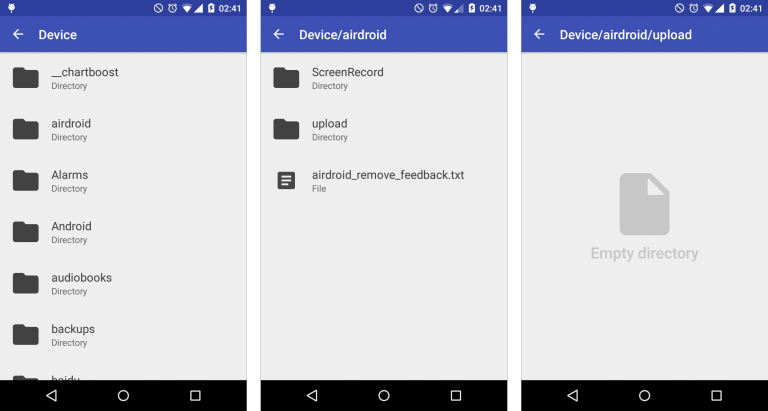 02:41
Device
__chartboost
Directory
airdroid
Directory
Alarms
Directory
Android
Directory
audiobooks
Directory
backups
Directory
baidu
02:41
Device/airdroid
ScreenRecord
Directory
upload
Directory
airdroid_remove_feedback.txt
File
02:41
Device/airdroid/upload
Empty directory